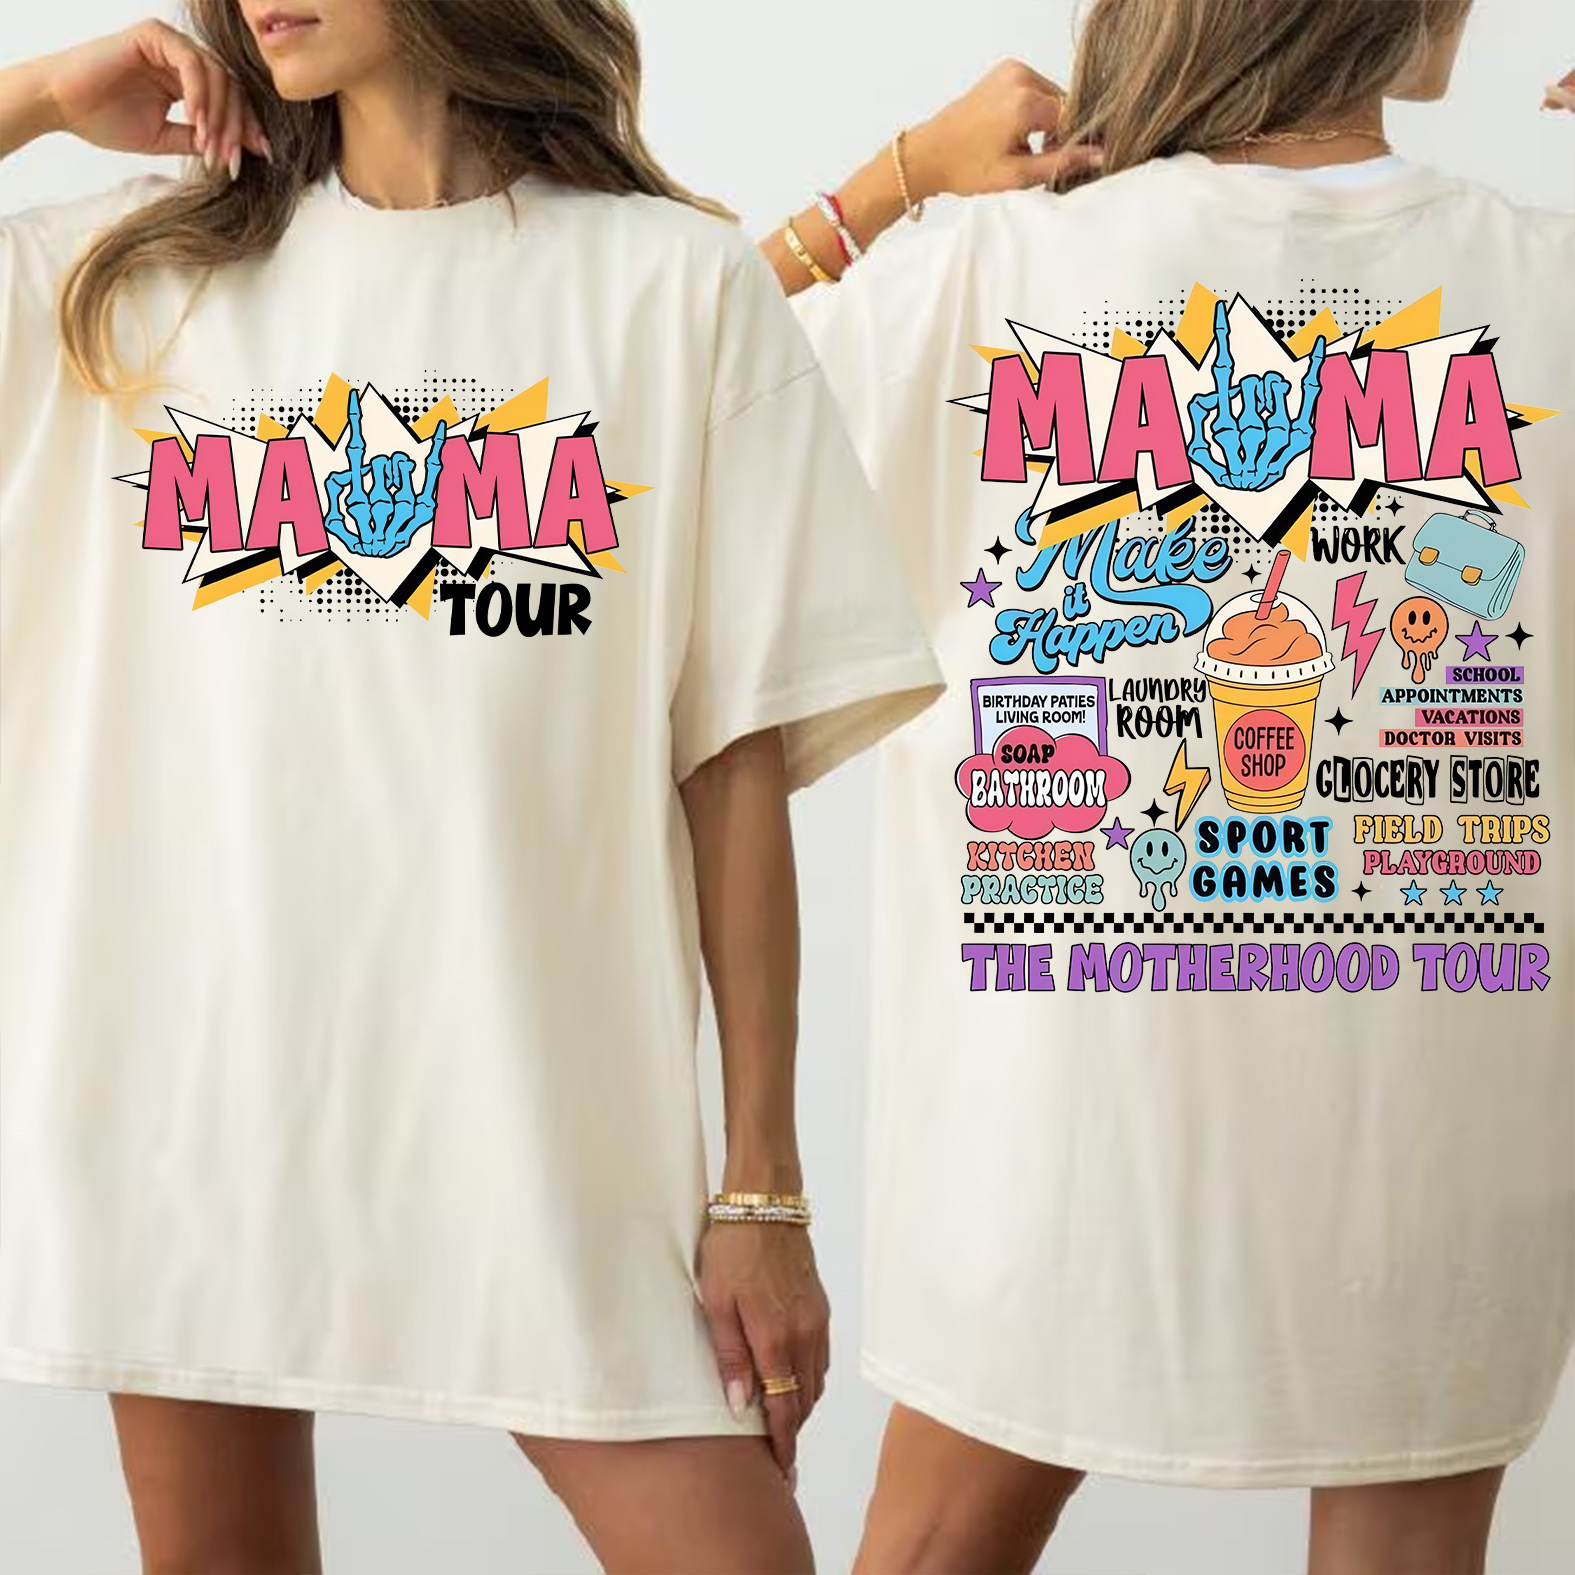 MAMA
TOUR
MAMA
Make
it
Happen
WORK
SCHOOL
APPOINTMENTS
VACATIONS
DOCTOR VISITS
BIRTHDAY PATIES
LIVING ROOM!
LAUNDRY
ROOM
COFFEE
SHOP
SOAP
BATHROOM
GLOCERY STORE
KITCHEN
PRACTICE
SPORT
GAMES
FIELD TRIPS
PLAYGROUND
THE MOTHERHOOD TOUR